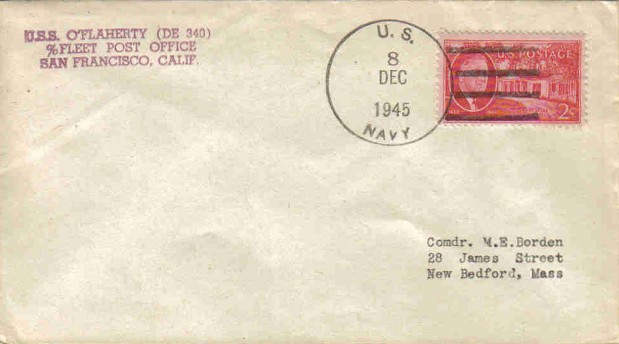 U.S.S. O'FLAHERTY (DE 340)
℅FLEET POST OFFICE
SAN FRANCISCO, CALIF.
U. S.
8
DEC
1945
NAVY
U.S. POSTAGE
2¢
Comdr. M.E.Borden
28 James Street
New Bedford, Mass